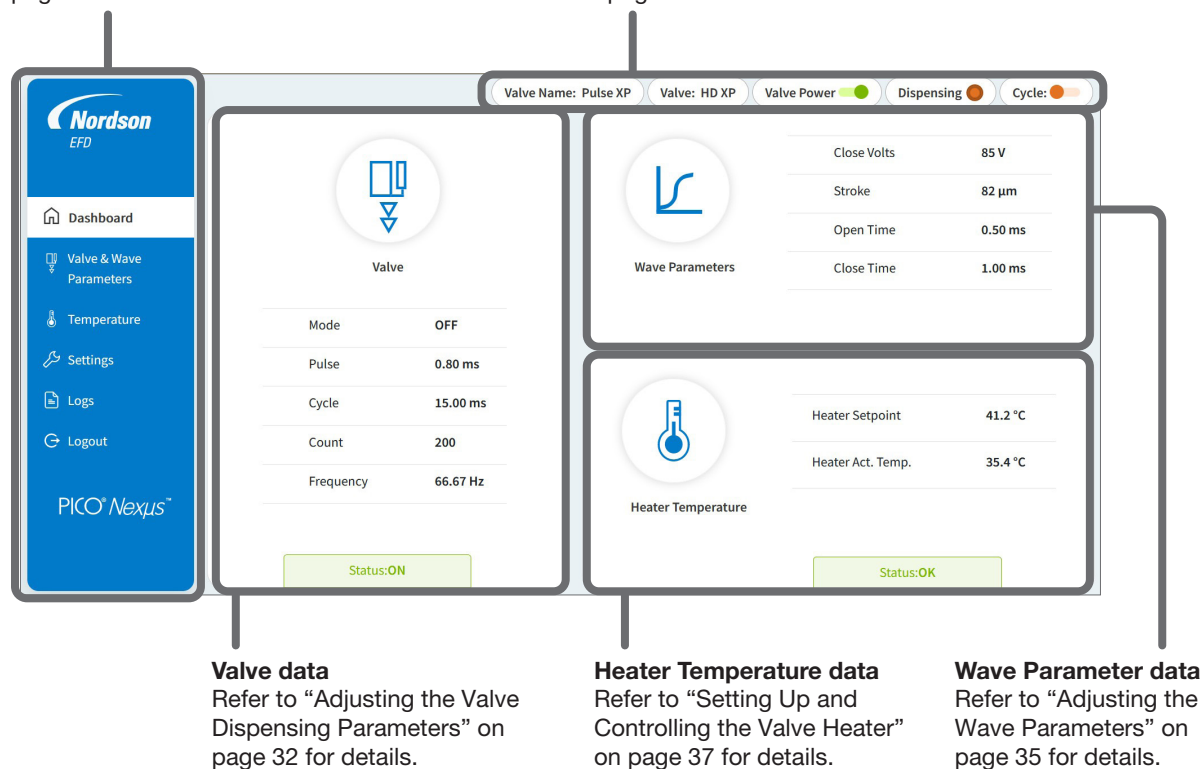 Valve Name: Pulse XP Valve: HD XP Valve Power Dispensing Cycle:
Nordson
EFD
Dashboard
Valve & Wave
Parameters
Temperature
Settings
Logs
Logout
PICO® Nexµs™
Valve
Mode OFF
Pulse 0.80 ms
Cycle 15.00 ms
Count 200
Frequency 66.67 Hz
Status:ON
Wave Parameters
Close Volts 85 V
Stroke 82 µm
Open Time 0.50 ms
Close Time 1.00 ms
Heater Temperature
Heater Setpoint 41.2 °C
Heater Act. Temp. 35.4 °C
Status:OK
Valve data
Refer to “Adjusting the Valve
Dispensing Parameters” on
page 32 for details.
Heater Temperature data
Refer to “Setting Up and
Controlling the Valve Heater”
on page 37 for details.
Wave Parameter data
Refer to “Adjusting the
Wave Parameters” on
page 35 for details.